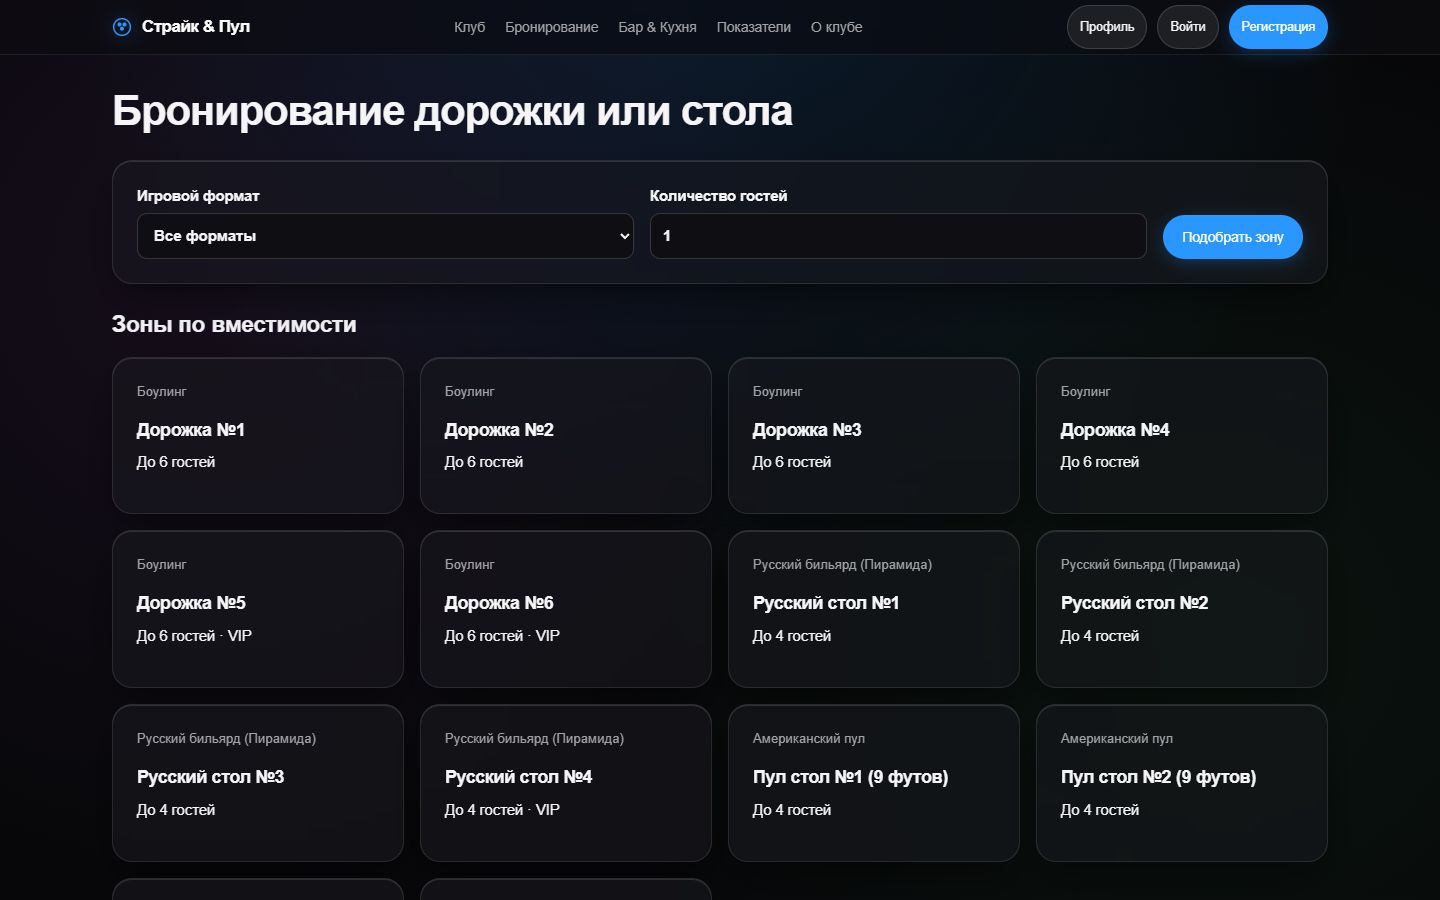 Страйк & Пул
Клуб Бронирование Бар & Кухня Показатели О клубе
Профиль Войти Регистрация
Бронирование дорожки или стола
Игровой формат Количество гостей
Все форматы 1 Подобрать зону
Зоны по вместимости
Боулинг Боулинг Боулинг Боулинг
Дорожка №1 Дорожка №2 Дорожка №3 Дорожка №4
До 6 гостей До 6 гостей До 6 гостей До 6 гостей
Боулинг Боулинг Русский бильярд (Пирамида) Русский бильярд (Пирамида)
Дорожка №5 Дорожка №6 Русский стол №1 Русский стол №2
До 6 гостей · VIP До 6 гостей · VIP До 4 гостей До 4 гостей
Русский бильярд (Пирамида) Русский бильярд (Пирамида) Американский пул Американский пул
Русский стол №3 Русский стол №4 Пул стол №1 (9 футов) Пул стол №2 (9 футов)
До 4 гостей До 4 гостей · VIP До 4 гостей До 4 гостей